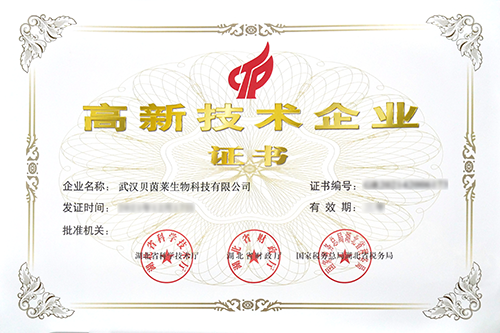 高新技术企业
证书
企业名称：武汉贝茵莱生物科技有限公司
证书编号：
发证时间：
有 效 期：
批准机关：
湖北省科学技术厅
湖北省财政厅
国家税务总局湖北省税务局